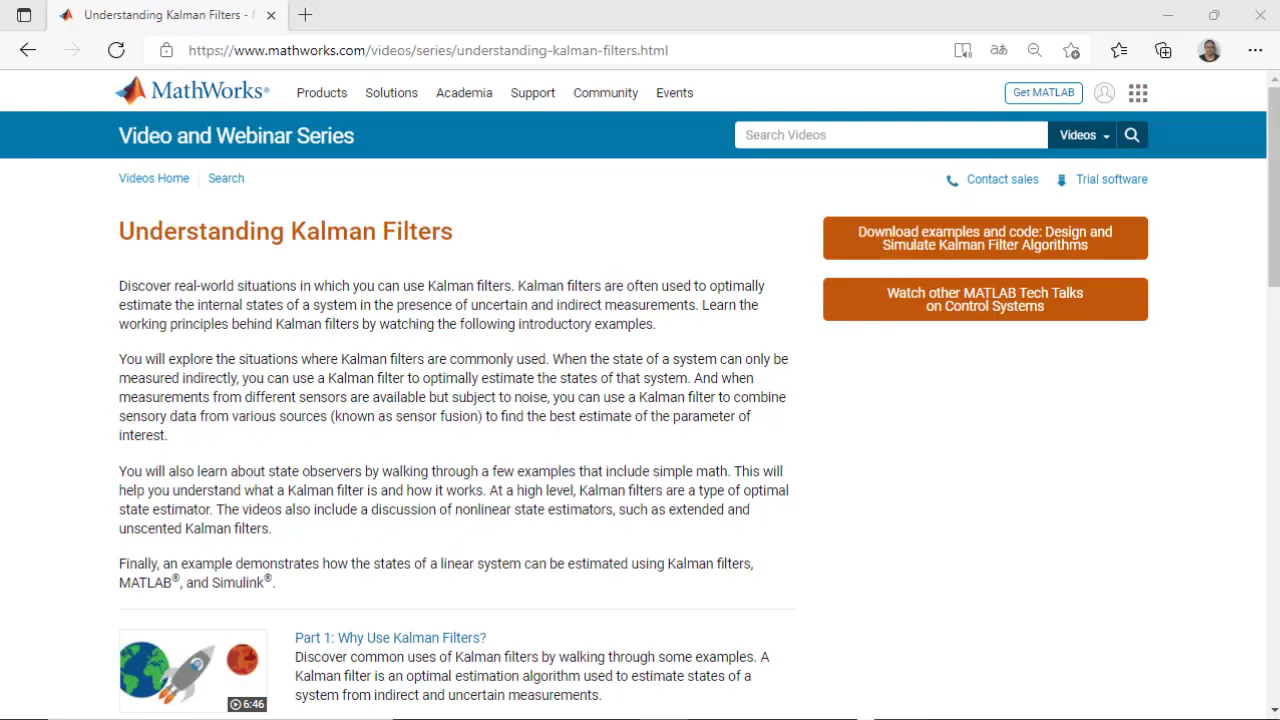 Understanding Kalman Filters -
https://www.mathworks.com/videos/series/understanding-kalman-filters.html
MathWorks®
Products Solutions Academia Support Community Events
Get MATLAB
Video and Webinar Series
Search Videos
Videos
Videos Home Search
Contact sales Trial software
Understanding Kalman Filters
Download examples and code: Design and
Simulate Kalman Filter Algorithms
Watch other MATLAB Tech Talks
on Control Systems
Discover real-world situations in which you can use Kalman filters. Kalman filters are often used to optimally
estimate the internal states of a system in the presence of uncertain and indirect measurements. Learn the
working principles behind Kalman filters by watching the following introductory examples.
You will explore the situations where Kalman filters are commonly used. When the state of a system can only be
measured indirectly, you can use a Kalman filter to optimally estimate the states of that system. And when
measurements from different sensors are available but subject to noise, you can use a Kalman filter to combine
sensory data from various sources (known as sensor fusion) to find the best estimate of the parameter of
interest.
You will also learn about state observers by walking through a few examples that include simple math. This will
help you understand what a Kalman filter is and how it works. At a high level, Kalman filters are a type of optimal
state estimator. The videos also include a discussion of nonlinear state estimators, such as extended and
unscented Kalman filters.
Finally, an example demonstrates how the states of a linear system can be estimated using Kalman filters,
MATLAB®, and Simulink®.
6:46
Part 1: Why Use Kalman Filters?
Discover common uses of Kalman filters by walking through some examples. A
Kalman filter is an optimal estimation algorithm used to estimate states of a
system from indirect and uncertain measurements.